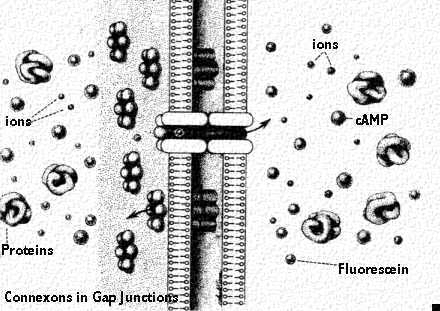 ions
cAMP
ions
Proteins
Fluorescein
Connexons in Gap Junctions